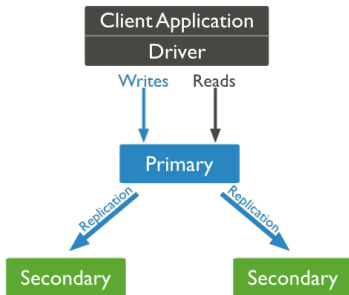 Client Application
Driver
Writes Reads
Primary
Replication Replication
Secondary Secondary